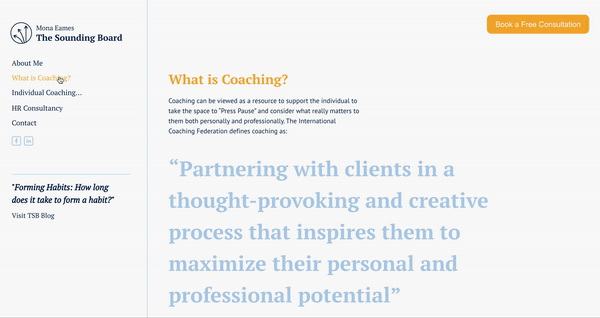 Mona Eames
The Sounding Board
Book a Free Consultation
About Me
What is Coaching?
Individual Coaching...
HR Consultancy
Contact
f
in
"Forming Habits: How long
does it take to form a habit?"
Visit TSB Blog
What is Coaching?
Coaching can be viewed as a resource to support the individual to
take the space to “Press Pause” and consider what really matters to
them both personally and professionally. The International
Coaching Federation defines coaching as:
“Partnering with clients in a
thought-provoking and creative
process that inspires them to
maximize their personal and
professional potential”